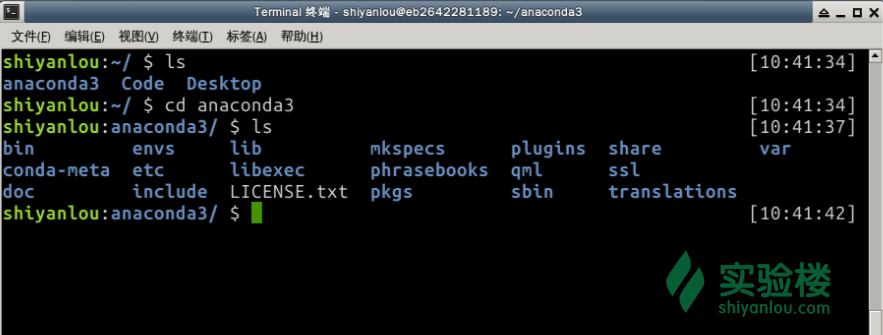 Terminal 终端 - shiyanlou@eb2642281189: ~/anaconda3
文件(F) 编辑(E) 视图(V) 终端(T) 标签(A) 帮助(H)
shiyanlou:~/ $ ls [10:41:34]
anaconda3 Code Desktop
shiyanlou:~/ $ cd anaconda3 [10:41:34]
shiyanlou:anaconda3/ $ ls [10:41:37]
bin envs lib mkspecs plugins share var
conda-meta etc libexec phrasebooks qml ssl
doc include LICENSE.txt pkgs sbin translations
shiyanlou:anaconda3/ $ [10:41:42]
实验楼
shiyanlou.com